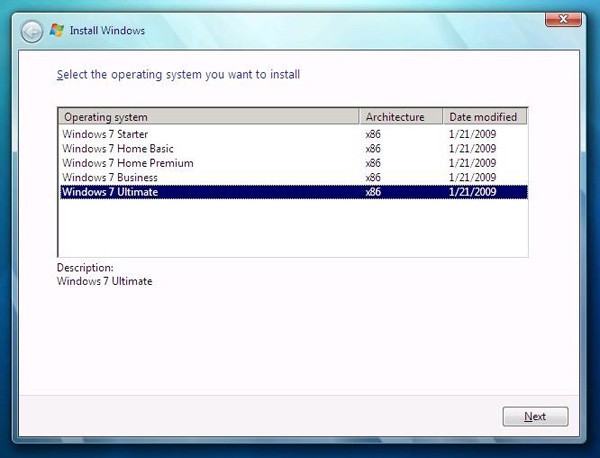 Install Windows
Select the operating system you want to install
Operating system Architecture Date modified
Windows 7 Starter x86 1/21/2009
Windows 7 Home Basic x86 1/21/2009
Windows 7 Home Premium x86 1/21/2009
Windows 7 Business x86 1/21/2009
Windows 7 Ultimate x86 1/21/2009
Description:
Windows 7 Ultimate
Next